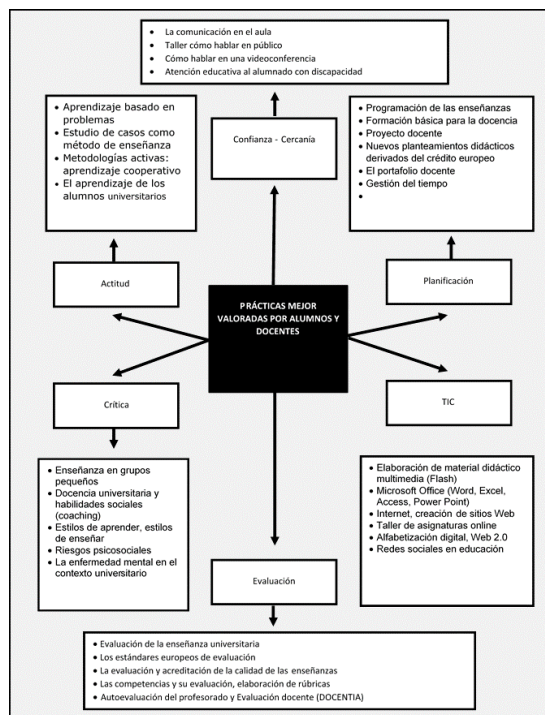 • La comunicación en el aula
• Taller cómo hablar en público
• Cómo hablar en una videoconferencia
• Atención educativa al alumnado con discapacidad
• Aprendizaje basado en
problemas
• Estudio de casos como
método de enseñanza
• Metodologías activas:
aprendizaje cooperativo
• El aprendizaje de los
alumnos universitarios
Confianza - Cercanía
• Programación de las enseñanzas
• Formación básica para la docencia
• Proyecto docente
• Nuevos planteamientos didácticos
derivados del crédito europeo
• El portafolio docente
• Gestión del tiempo
•
Actitud
Planificación
PRÁCTICAS MEJOR
VALORADAS POR ALUMNOS Y
DOCENTES
Crítica
TIC
• Enseñanza en grupos
pequeños
• Docencia universitaria y
habilidades sociales
(coaching)
• Estilos de aprender, estilos
de enseñar
• Riesgos psicosociales
• La enfermedad mental en el
contexto universitario
• Elaboración de material didáctico
multimedia (Flash)
• Microsoft Office (Word, Excel,
Access, Power Point)
• Internet, creación de sitios Web
• Taller de asignaturas online
• Alfabetización digital, Web 2.0
• Redes sociales en educación
Evaluación
• Evaluación de la enseñanza universitaria
• Los estándares europeos de evaluación
• La evaluación y acreditación de la calidad de las enseñanzas
• Las competencias y su evaluación, elaboración de rúbricas
• Autoevaluación del profesorado y Evaluación docente (DOCENTIA)